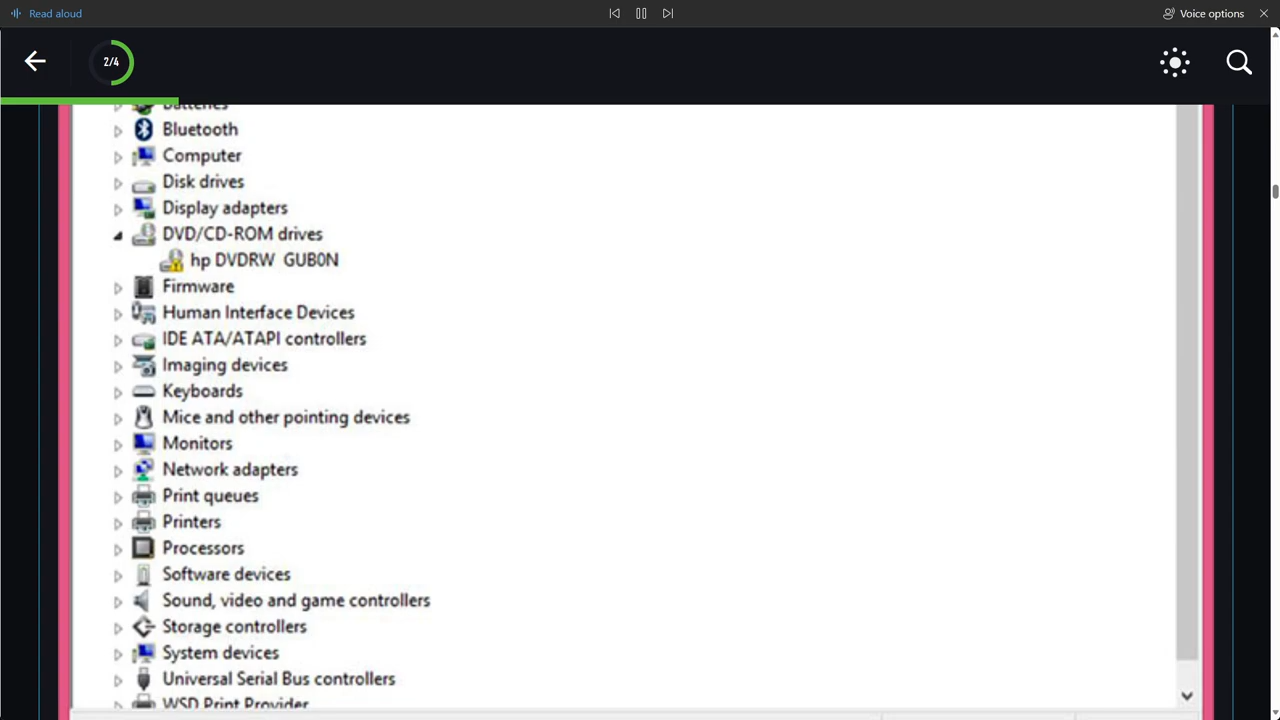 Read aloud
Voice options
2/4
Batteries
Bluetooth
Computer
Disk drives
Display adapters
DVD/CD-ROM drives
hp DVDRW GUB0N
Firmware
Human Interface Devices
IDE ATA/ATAPI controllers
Imaging devices
Keyboards
Mice and other pointing devices
Monitors
Network adapters
Print queues
Printers
Processors
Software devices
Sound, video and game controllers
Storage controllers
System devices
Universal Serial Bus controllers
WSD Print Provider